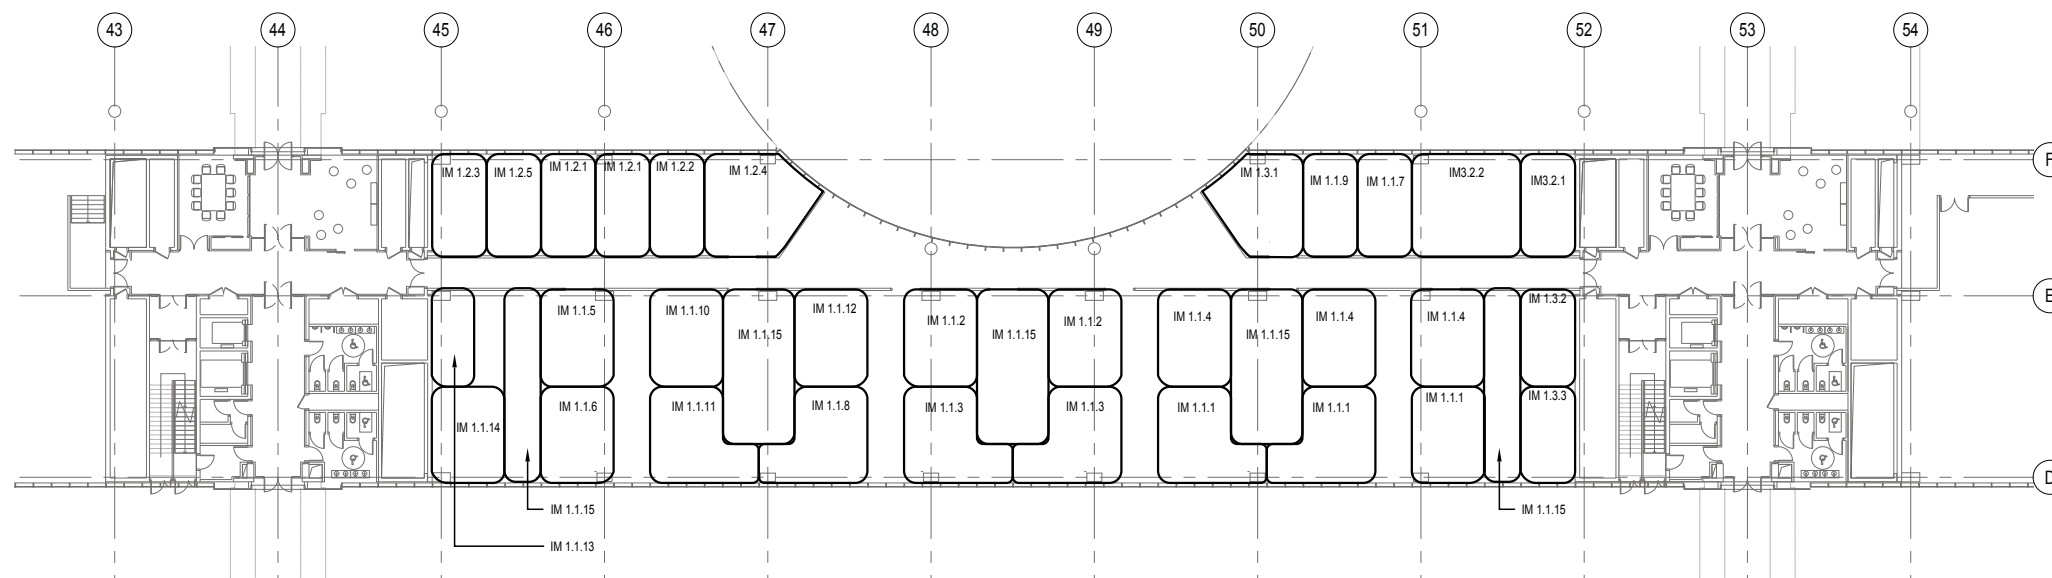 43 44 45 46 47 48 49 50 51 52 53 54
F
IM 1.2.3 IM 1.2.5 IM 1.2.1 IM 1.2.1 IM 1.2.2 IM 1.2.4 IM 1.3.1 IM 1.1.9 IM 1.1.7 IM3.2.2 IM3.2.1
E
IM 1.1.5 IM 1.1.10 IM 1.1.15 IM 1.1.12 IM 1.1.2 IM 1.1.15 IM 1.1.2 IM 1.1.4 IM 1.1.15 IM 1.1.4 IM 1.1.4 IM 1.3.2
IM 1.1.14 IM 1.1.6 IM 1.1.11 IM 1.1.8 IM 1.1.3 IM 1.1.3 IM 1.1.1 IM 1.1.1 IM 1.1.1 IM 1.3.3
D
IM 1.1.15 IM 1.1.15
IM 1.1.13